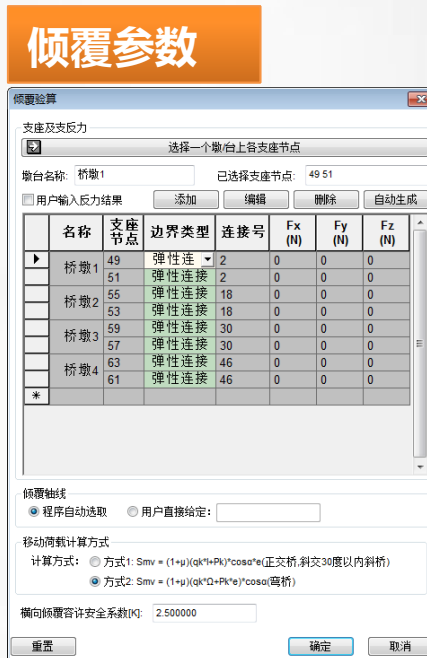 倾覆参数
倾覆验算
支座及支反力
选择一个墩/台上各支座节点
墩台名称: 桥墩1 已选择支座节点: 49 51
用户输入反力结果 添加 编辑 删除 自动生成
名称 支座节点 边界类型 连接号 Fx (N) Fy (N) Fz (N)
桥墩1 49 弹性连 2 0 0 0
51 弹性连接 2 0 0 0
桥墩2 55 弹性连接 18 0 0 0
53 弹性连接 18 0 0 0
桥墩3 59 弹性连接 30 0 0 0
57 弹性连接 30 0 0 0
桥墩4 63 弹性连接 46 0 0 0
61 弹性连接 46 0 0 0
*
倾覆轴线
程序自动选取 用户直接给定:
移动荷载计算方式
计算方式: 方式1: Smv = (1+μ)(qk*l+Pk)*cosα*e(正交桥,斜交30度以内斜桥)
方式2: Smv = (1+μ)(qk*Ω+Pk*e)*cosα(弯桥)
横向倾覆容许安全系数[K]: 2.500000
重置 确定 取消